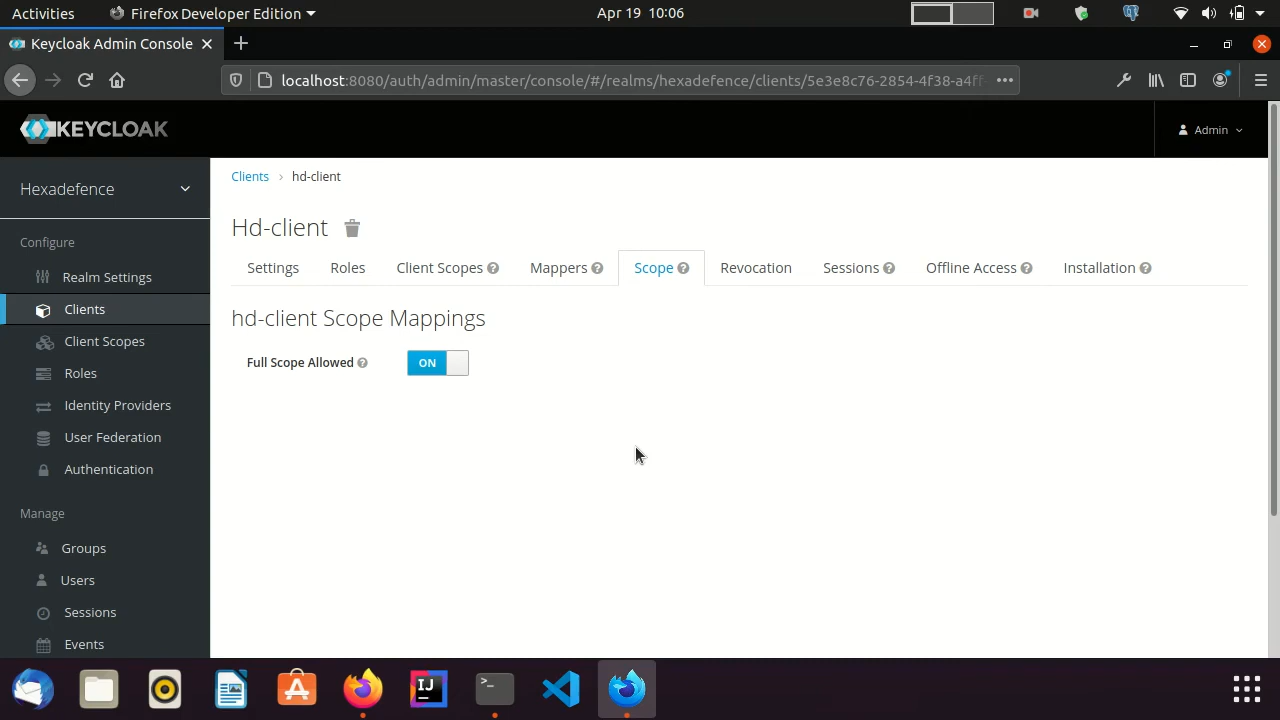 Activities
Firefox Developer Edition
Apr 19 10:06
Keycloak Admin Console
localhost:8080/auth/admin/master/console/#/realms/hexadefence/clients/5e3e8c76-2854-4f38-a4ff-
KEYCLOAK
Admin
Hexadefence
Configure
Realm Settings
Clients
Client Scopes
Roles
Identity Providers
User Federation
Authentication
Manage
Groups
Users
Sessions
Events
Clients › hd-client
Hd-client
Settings Roles Client Scopes Mappers Scope Revocation Sessions Offline Access Installation
hd-client Scope Mappings
Full Scope Allowed ON